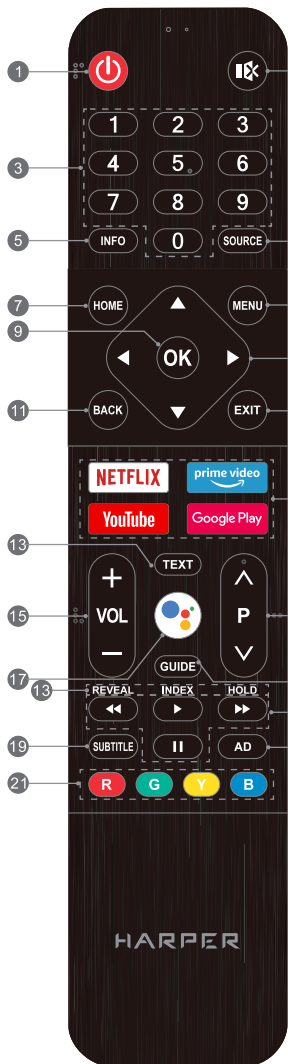 1
1 2 3
3
4 5 6
7 8 9
5
INFO 0 SOURCE
7
HOME MENU
9
OK
11
BACK EXIT
NETFLIX prime video
YouTube Google Play
13
TEXT
15
VOL P
17
GUIDE
13
REVEAL INDEX HOLD
19
SUBTITLE AD
21
R G Y B
HARPER